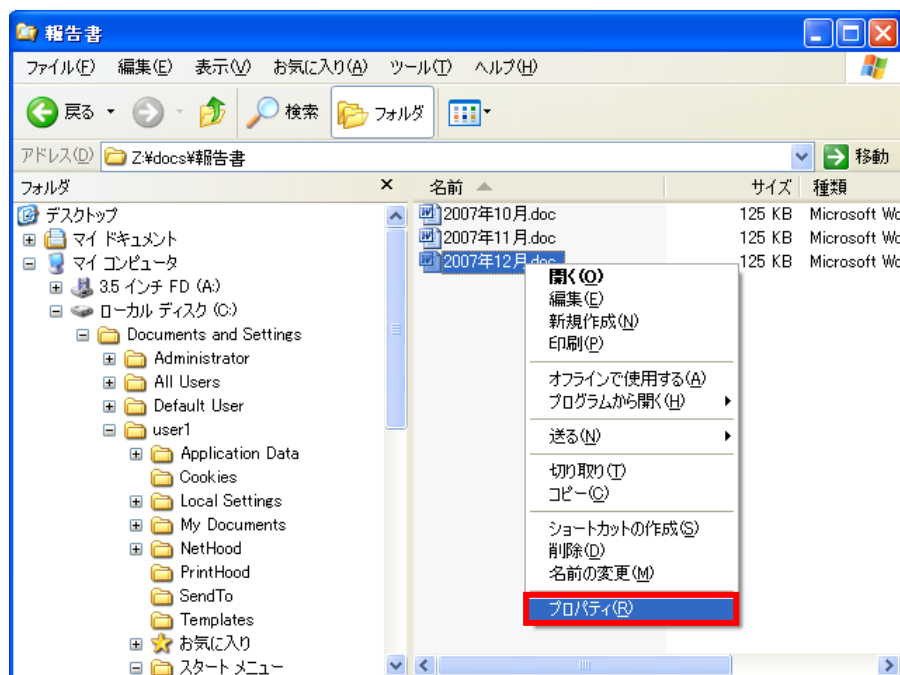 報告書
ファイル(F) 編集(E) 表示(V) お気に入り(A) ツール(T) ヘルプ(H)
戻る 検索 フォルダ
アドレス(D) Z:¥docs¥報告書 移動
フォルダ × 名前 サイズ 種類
デスクトップ
マイ ドキュメント
マイ コンピュータ
3.5 インチ FD (A:)
ローカル ディスク (C:)
Documents and Settings
Administrator
All Users
Default User
user1
Application Data
Cookies
Local Settings
My Documents
NetHood
PrintHood
SendTo
Templates
お気に入り
スタート メニュー
2007年10月.doc 125 KB Microsoft Wo
2007年11月.doc 125 KB Microsoft Wo
2007年12月.doc 125 KB Microsoft Wo
開く(O)
編集(E)
新規作成(N)
印刷(P)
オフラインで使用する(A)
プログラムから開く(H)
送る(N)
切り取り(T)
コピー(C)
ショートカットの作成(S)
削除(D)
名前の変更(M)
プロパティ(R)